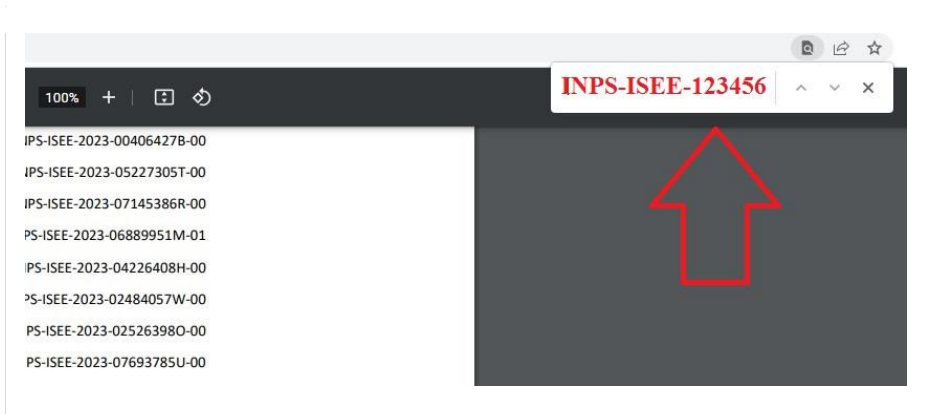 INPS-ISEE-123456
100%
IPS-ISEE-2023-00406427B-00
IPS-ISEE-2023-05227305T-00
IPS-ISEE-2023-07145386R-00
PS-ISEE-2023-06889951M-01
IPS-ISEE-2023-04226408H-00
PS-ISEE-2023-02484057W-00
PS-ISEE-2023-02526398O-00
PS-ISEE-2023-07693785U-00